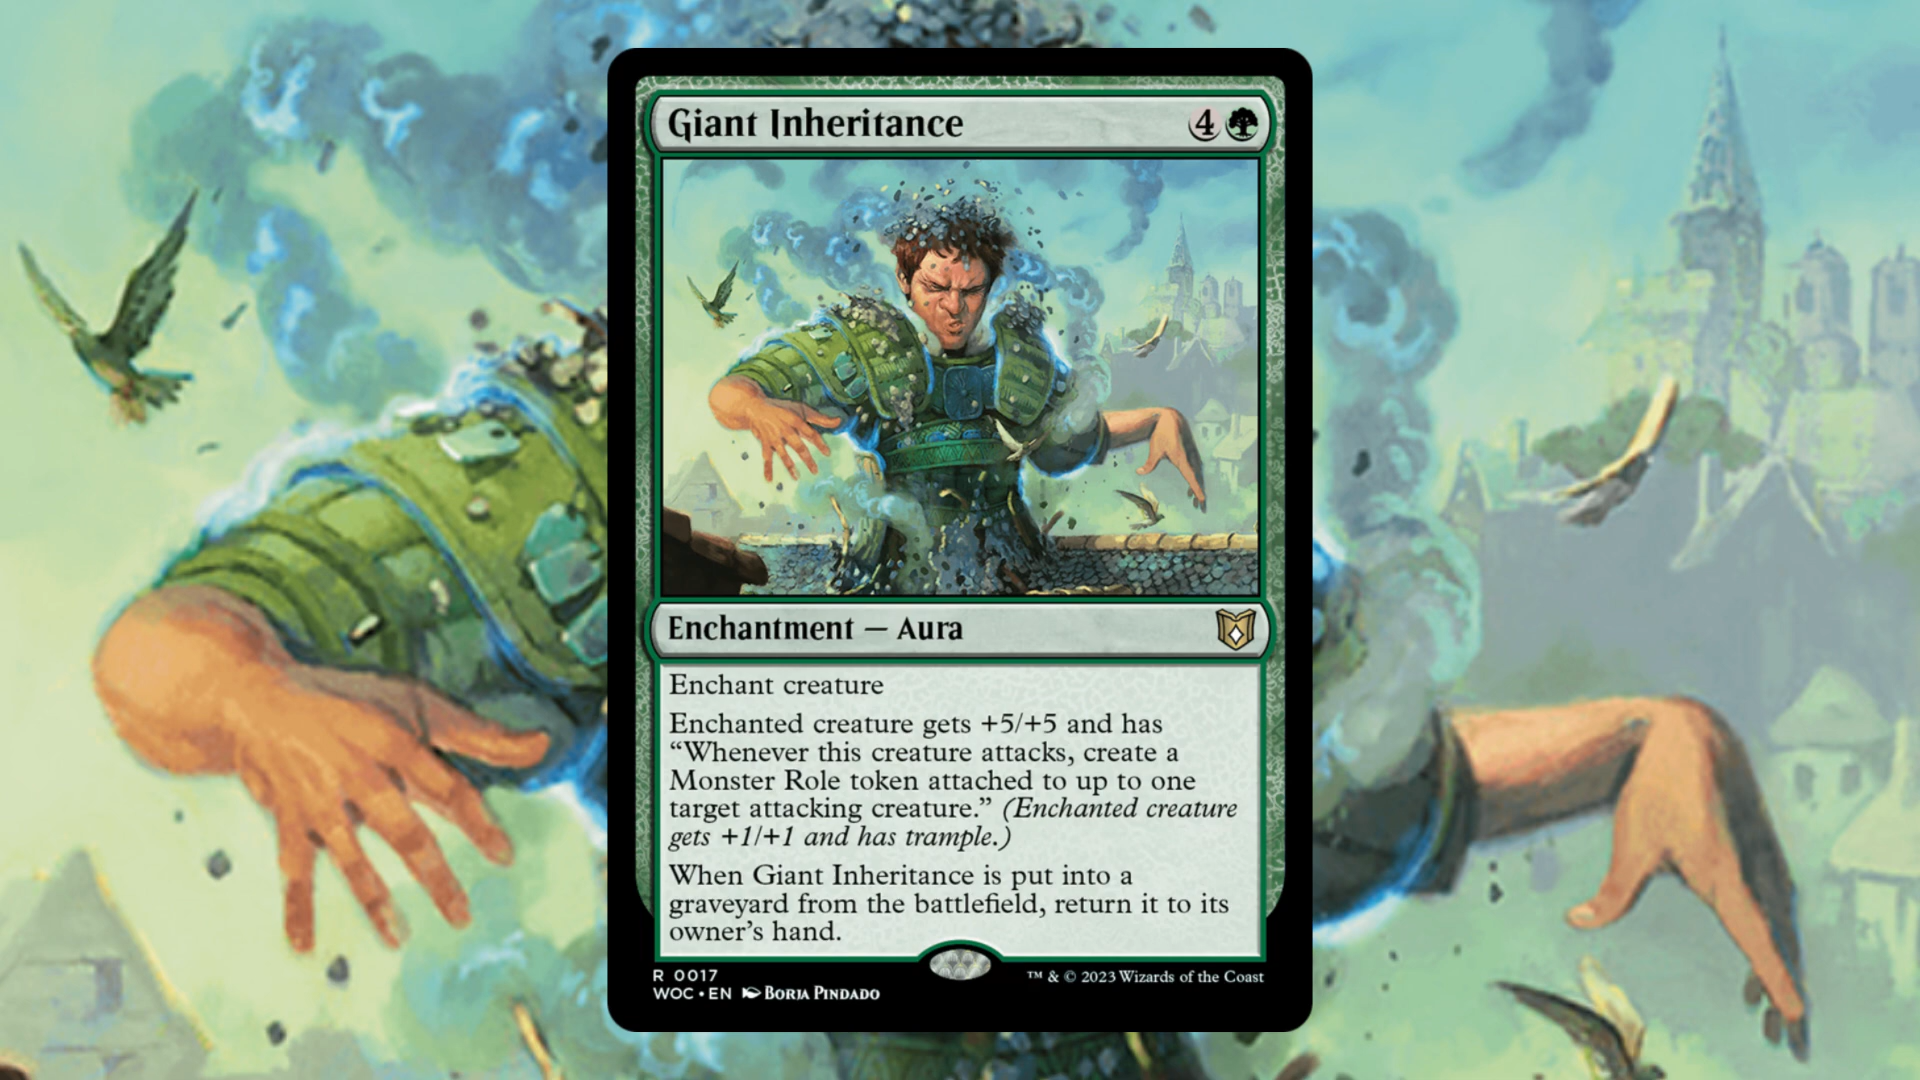 Giant Inheritance 4
Enchantment — Aura
Enchant creature
Enchanted creature gets +5/+5 and has
“Whenever this creature attacks, create a
Monster Role token attached to up to one
target attacking creature.” (Enchanted creature
gets +1/+1 and has trample.)
When Giant Inheritance is put into a
graveyard from the battlefield, return it to its
owner’s hand.
R 0017
WOC • EN Borja Pindado
™ & © 2023 Wizards of the Coast